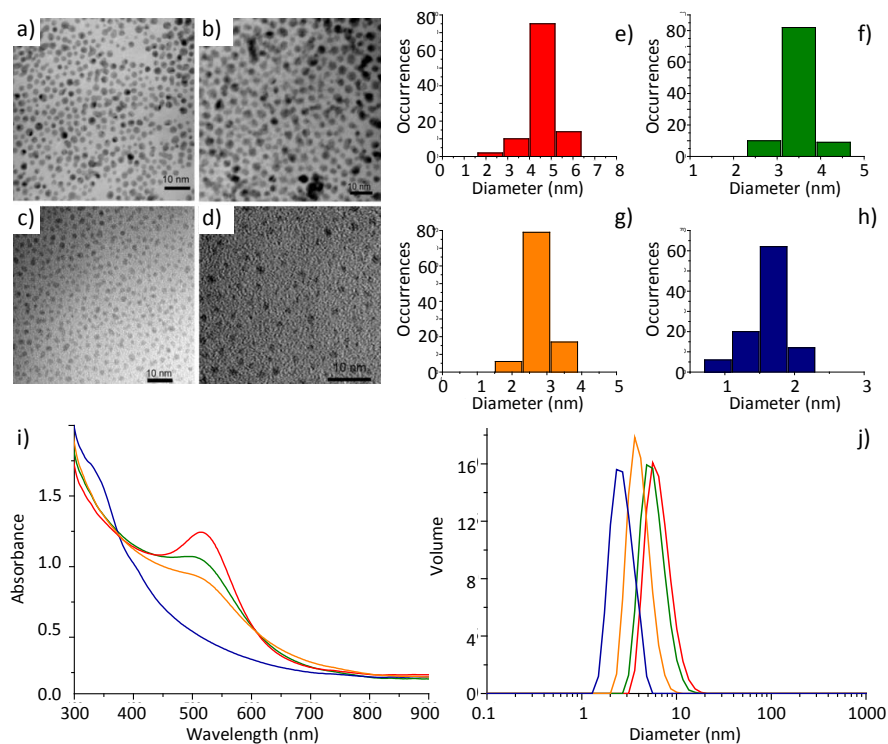 a)
b)
10 nm
10 nm
c)
d)
10 nm
10 nm
e)
80
60
40
20
0
Occurrences
0 1 2 3 4 5 6 7 8
Diameter (nm)
f)
80
60
40
20
0
Occurrences
1 2 3 4 5
Diameter (nm)
g)
80
60
40
20
0
Occurrences
0 1 2 3 4 5
Diameter (nm)
h)
80
60
40
20
0
Occurrences
1 2 3
Diameter (nm)
i)
1.5
1.0
0.5
0.0
Absorbance
300 400 500 600 700 800 900
Wavelength (nm)
j)
16
12
8
4
0
Volume
0.1 1 10 100 1000
Diameter (nm)